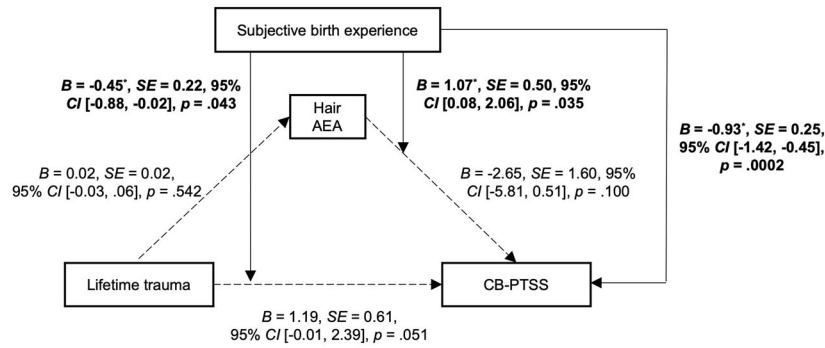 Subjective birth experience
B = -0.45*, SE = 0.22, 95%
CI [-0.88, -0.02], p = .043
B = 1.07*, SE = 0.50, 95%
CI [0.08, 2.06], p = .035
Hair
AEA
B = -0.93*, SE = 0.25,
95% CI [-1.42, -0.45],
p = .0002
B = 0.02, SE = 0.02,
95% CI [-0.03, .06], p = .542
B = -2.65, SE = 1.60, 95%
CI [-5.81, 0.51], p = .100
Lifetime trauma
CB-PTSS
B = 1.19, SE = 0.61,
95% CI [-0.01, 2.39], p = .051